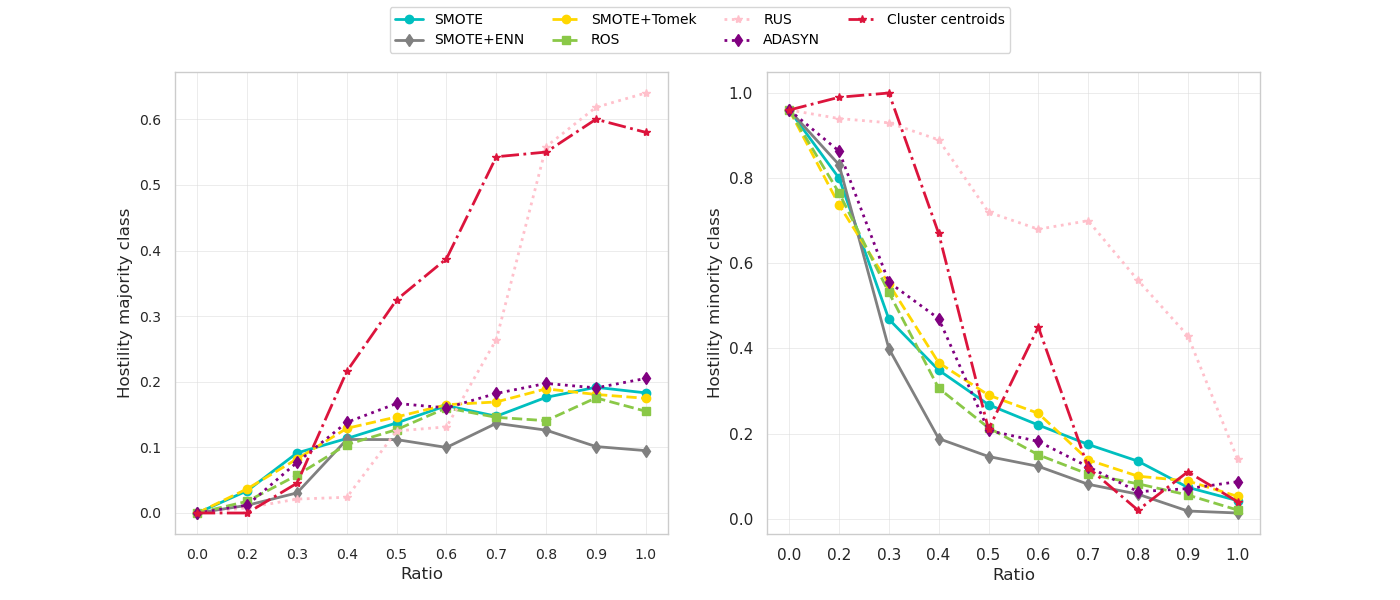 SMOTE SMOTE+Tomek RUS Cluster centroids
SMOTE+ENN ROS ADASYN
Hostility majority class
0.6
0.5
0.4
0.3
0.2
0.1
0.0
0.0 0.2 0.3 0.4 0.5 0.6 0.7 0.8 0.9 1.0
Ratio
Hostility minority class
1.0
0.8
0.6
0.4
0.2
0.0
0.0 0.2 0.3 0.4 0.5 0.6 0.7 0.8 0.9 1.0
Ratio